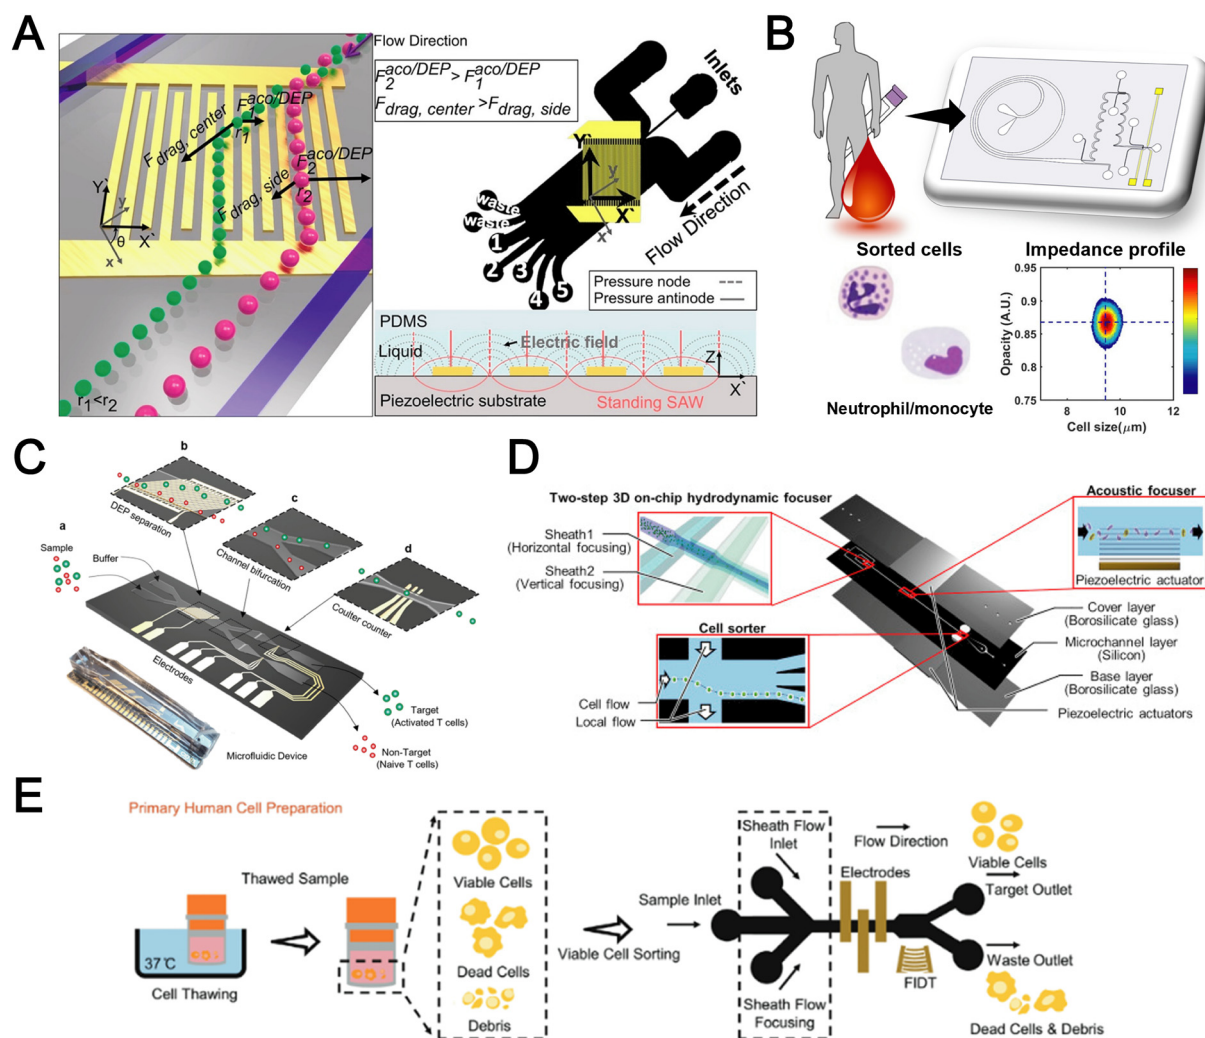 A
Flow Direction
F2^aco/DEP > F1^aco/DEP
Fdrag, center >Fdrag, side
F1^aco/DEP
r1
Fdrag, center
F2^aco/DEP
r2
Fdrag, side
Y`
y
X`
θ
x
r1<r2
Inlets
Y`
y
X`
x
Flow Direction
waste
waste
1
2
3
4
5
Pressure node
Pressure antinode
PDMS
Liquid
Electric field
Z
X`
Piezoelectric substrate
Standing SAW
B
Sorted cells
Neutrophil/monocyte
Impedance profile
Opacity (A.U.)
0.95
0.9
0.85
0.8
0.75
8
10
12
Cell size(μm)
C
a
Sample
Buffer
b
DEP separation
c
Channel bifurcation
d
Coulter counter
Electrodes
Target
(Activated T cells)
Non-Target
(Naive T cells)
Microfluidic Device
D
Two-step 3D on-chip hydrodynamic focuser
Sheath1
(Horizontal focusing)
Sheath2
(Vertical focusing)
Acoustic focuser
Piezoelectric actuator
Cover layer
(Borosilicate glass)
Microchannel layer
(Silicon)
Base layer
(Borosilicate glass)
Piezoelectric actuators
Cell sorter
Cell flow
Local flow
E
Primary Human Cell Preparation
37℃
Cell Thawing
Thawed Sample
Viable Cells
Dead Cells
Debris
Viable Cell Sorting
Sample Inlet
Sheath Flow
Inlet
Sheath Flow
Focusing
Flow Direction
Electrodes
FIDT
Viable Cells
Target Outlet
Waste Outlet
Dead Cells & Debris